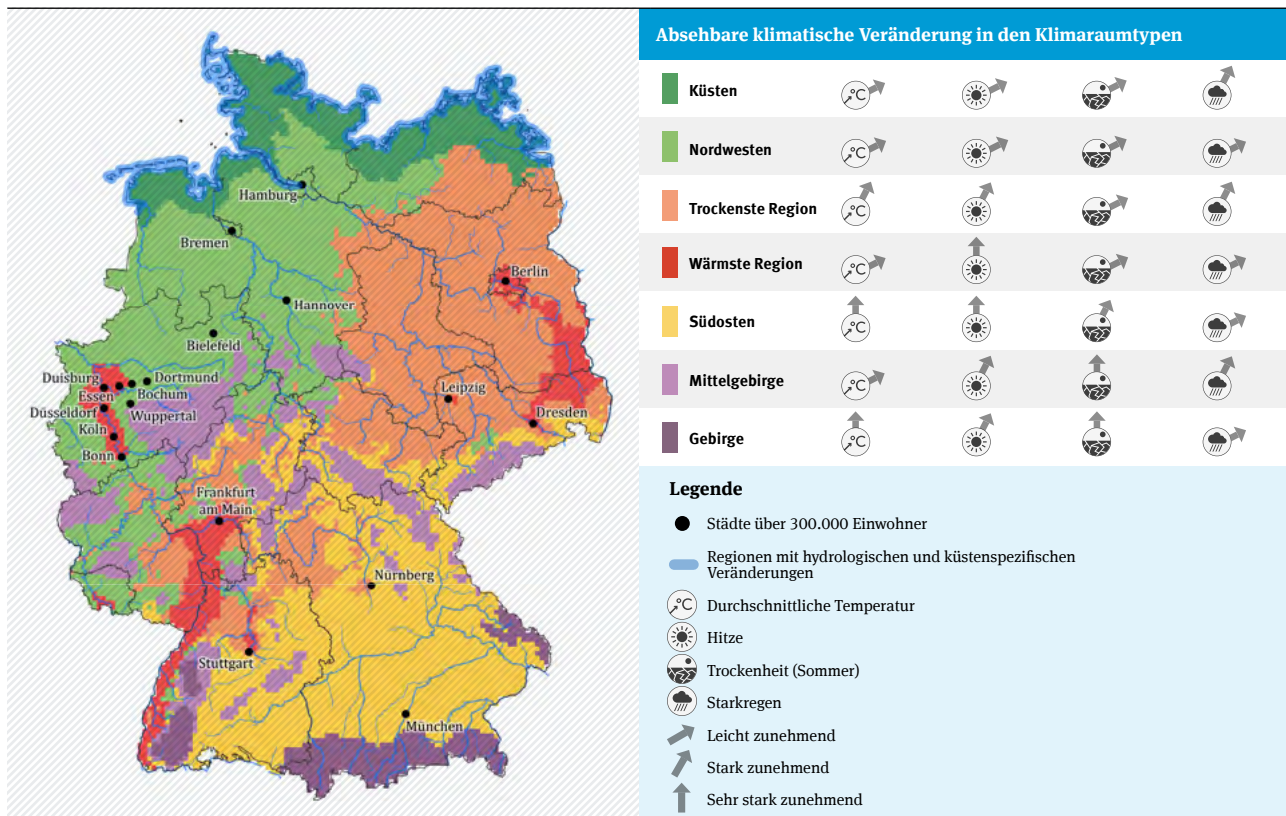 Hamburg
Bremen
Berlin
Hannover
Bielefeld
Duisburg
Dortmund
Essen
Bochum
Düsseldorf
Wuppertal
Köln
Bonn
Leipzig
Dresden
Frankfurt
am Main
Nürnberg
Stuttgart
München
Absehbare klimatische Veränderung in den Klimaraumtypen
Küsten
°C
Nordwesten
°C
Trockenste Region
°C
Wärmste Region
°C
Südosten
°C
Mittelgebirge
°C
Gebirge
°C
Legende
Städte über 300.000 Einwohner
Regionen mit hydrologischen und küstenspezifischen
Veränderungen
°C Durchschnittliche Temperatur
Hitze
Trockenheit (Sommer)
Starkregen
Leicht zunehmend
Stark zunehmend
Sehr stark zunehmend